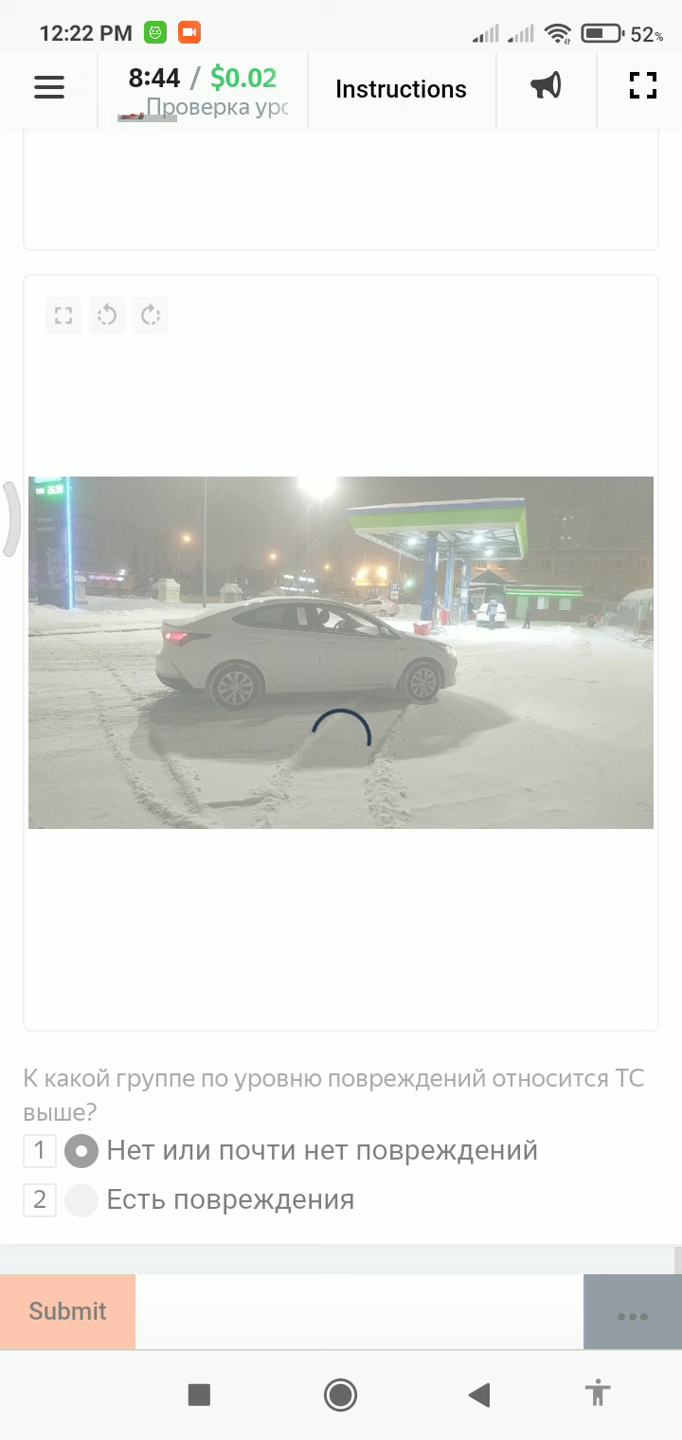 12:22 PM
52%
8:44 / $0.02
Проверка уро
Instructions
К какой группе по уровню повреждений относится ТС
выше?
1 Нет или почти нет повреждений
2 Есть повреждения
Submit